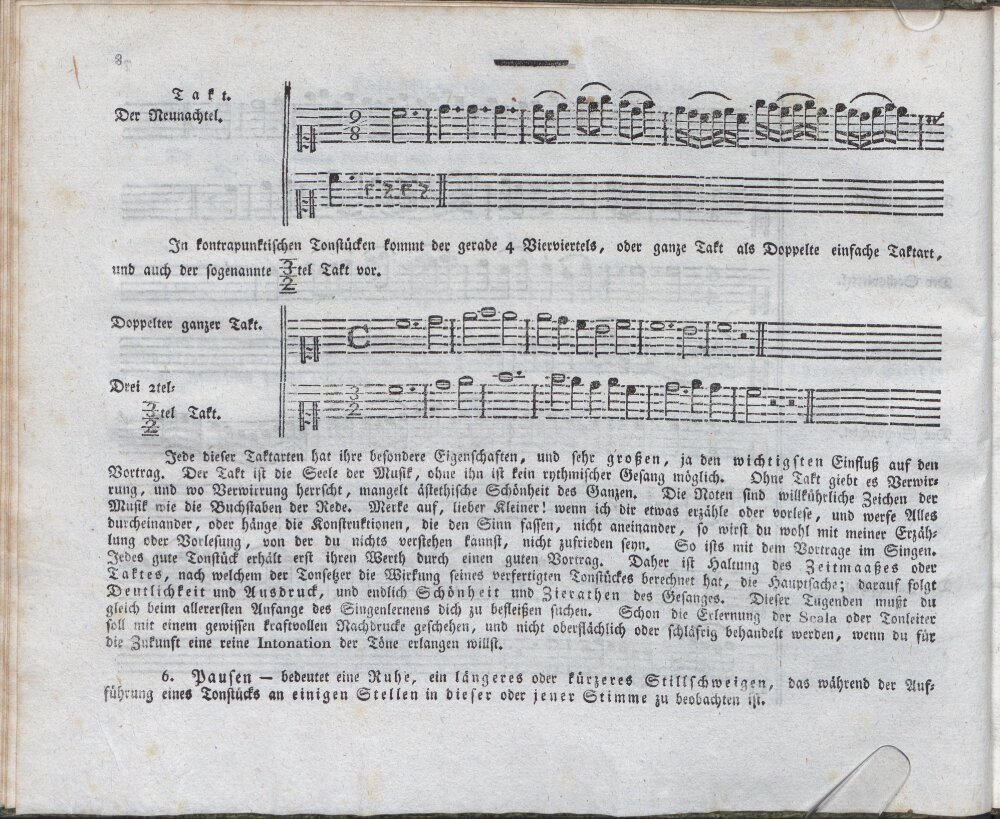 8
Takt.
Der Neunachtel.
9
8
In kontrapunktischen Tonstücken kommt der gerade 4 Vierviertels, oder ganze Takt als Doppelte einfache Taktart,
und auch der sogenannte 3/2tel Takt vor.
Doppelter ganzer Takt.
C
Drei 2tel-
3/2tel Takt.
3
2
Jede dieser Taktarten hat ihre besondere Eigenschaften, und sehr großen, ja den wichtigsten Einfluß auf den
Vortrag. Der Takt ist die Seele der Musik, ohne ihn ist kein rythmischer Gesang möglich. Ohne Takt giebt es Verwir-
rung, und wo Verwirrung herrscht, mangelt ästethische Schönheit des Ganzen. Die Noten sind willkührliche Zeichen der
Musik wie die Buchstaben der Rede. Merke auf, lieber Kleiner! wenn ich dir etwas erzähle oder vorlese, und werfe Alles
durcheinander, oder hänge die Konstruktionen, die den Sinn fassen, nicht aneinander, so wirst du wohl mit meiner Erzäh-
lung oder Vorlesung, von der du nichts verstehen kannst, nicht zufrieden seyn. So ists mit dem Vortrage im Singen.
Jedes gute Tonstück erhält erst ihren Werth durch einen guten Vortrag. Daher ist Haltung des Zeitmaaßes oder
Taktes, nach welchem der Tonsetzer die Wirkung seines verfertigten Tonstückes berechnet hat, die Hauptsache; darauf folgt
Deutlichkeit und Ausdruck, und endlich Schönheit und Zierathen des Gesanges. Dieser Tugenden mußt du
gleich beim allerersten Anfange des Singenlernens dich zu befleißen suchen. Schon die Erlernung der Scala oder Tonleiter
soll mit einem gewissen kraftvollen Nachdrucke geschehen, und nicht oberflächlich oder schläfrig behandelt werden, wenn du für
die Zukunft eine reine Intonation der Töne erlangen willst.
6. Pausen — bedeutet eine Ruhe, ein längeres oder kürzeres Stillschweigen, das während der Auf-
führung eines Tonstücks an einigen Stellen in dieser oder jener Stimme zu beobachten ist.